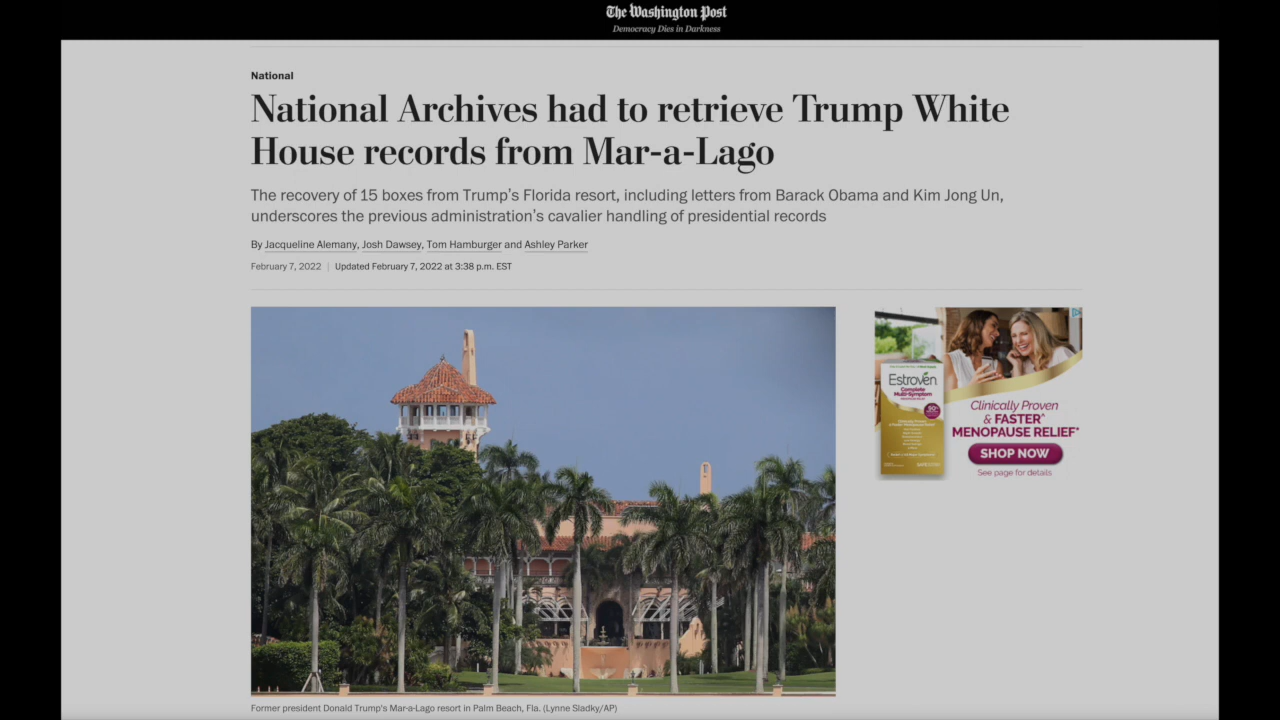 The Washington Post
Democracy Dies in Darkness
National
National Archives had to retrieve Trump White
House records from Mar-a-Lago
The recovery of 15 boxes from Trump's Florida resort, including letters from Barack Obama and Kim Jong Un,
underscores the previous administration's cavalier handling of presidential records
By Jacqueline Alemany, Josh Dawsey, Tom Hamburger and Ashley Parker
February 7, 2022 | Updated February 7, 2022 at 3:38 p.m. EST
Estroven
Complete
Multi-Symptom
Clinically Proven
& FASTER^
MENOPAUSE RELIEF*
SHOP NOW
See page for details
Former president Donald Trump's Mar-a-Lago resort in Palm Beach, Fla. (Lynne Sladky/AP)